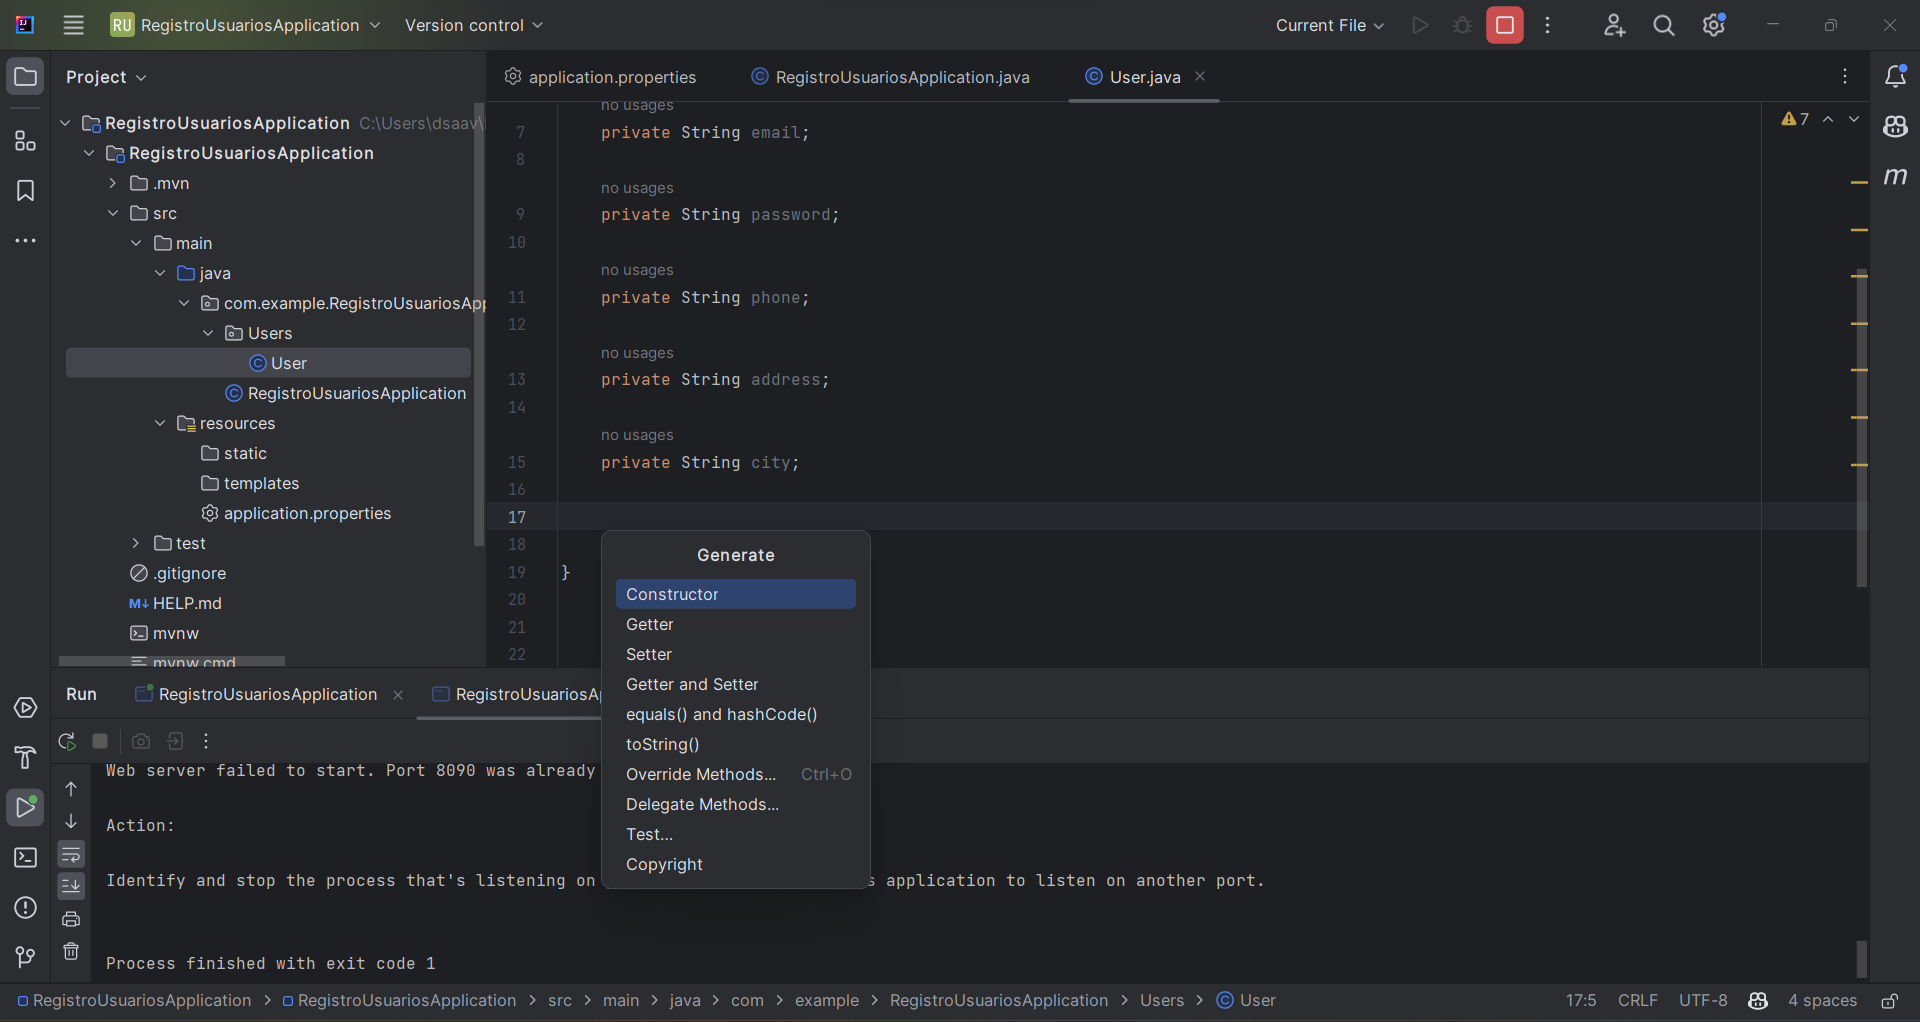 RU RegistroUsuariosApplication Version control Current File
Project
RegistroUsuariosApplication C:\Users\dsaav\
RegistroUsuariosApplication
.mvn
src
main
java
com.example.RegistroUsuariosApp
Users
User
RegistroUsuariosApplication
resources
static
templates
application.properties
test
.gitignore
M↓ HELP.md
mvnw
mvnw.cmd
application.properties RegistroUsuariosApplication.java User.java
7
m
no usages
7 private String email;
8
no usages
9 private String password;
10
no usages
11 private String phone;
12
no usages
13 private String address;
14
no usages
15 private String city;
16
17
18
19 }
20
21
22
Generate
Constructor
Getter
Setter
Getter and Setter
equals() and hashCode()
toString()
Override Methods... Ctrl+O
Delegate Methods...
Test...
Copyright
Run RegistroUsuariosApplication RegistroUsuariosA
Web server failed to start. Port 8090 was already
Action:
Identify and stop the process that's listening on s application to listen on another port.
Process finished with exit code 1
RegistroUsuariosApplication > RegistroUsuariosApplication > src > main > java > com > example > RegistroUsuariosApplication > Users > User 17:5 CRLF UTF-8 4 spaces